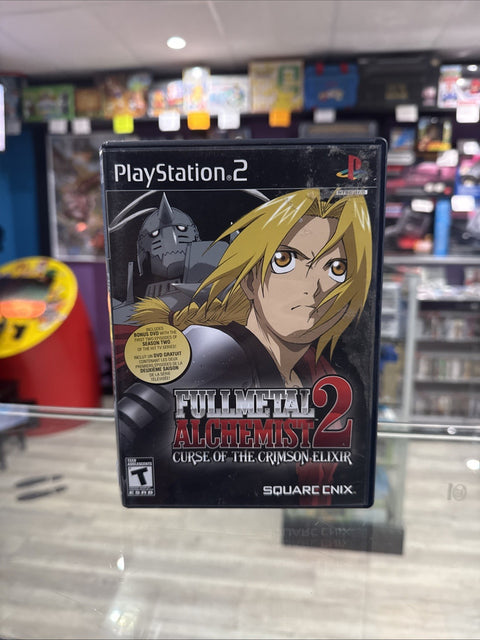 PlayStation®2
INCLUDES
BONUS DVD WITH THE
FIRST TWO EPISODES OF
SEASON TWO
OF THE HIT TV SERIES!
INCLUT UN DVD GRATUIT
CONTENANT LES DEUX
PREMIERS ÉPISODES DE LA
DEUXIÈME SAISON
DE LA SÉRIE
TÉLÉVISÉE!
FULLMETAL
ALCHEMIST 2
CURSE OF THE CRIMSON ELIXIR
TEEN
ADOLESCENTS
T
ESRB
SQUARE ENIX